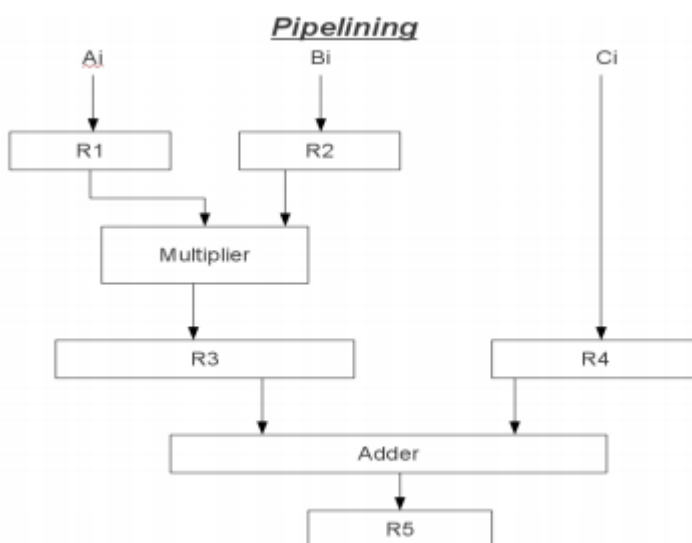 Pipelining
Ai Bi Ci
R1 R2
Multiplier
R3 R4
Adder
R5